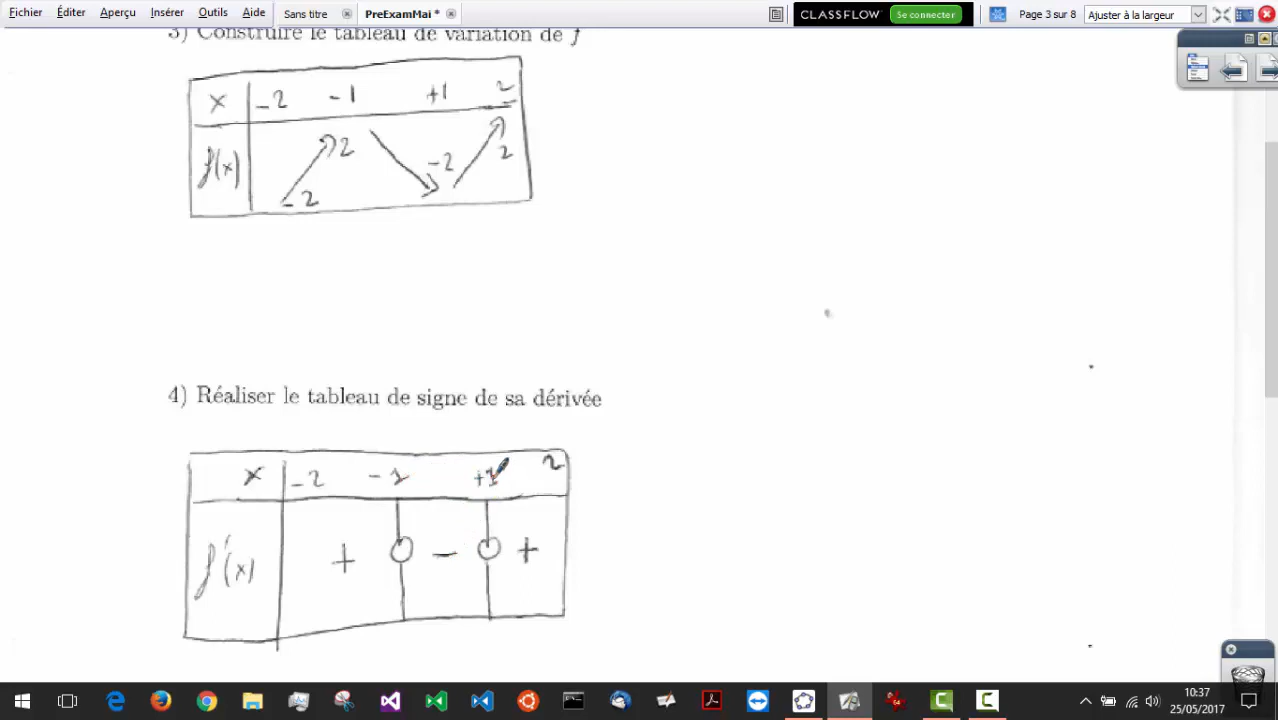 Fichier Éditer Aperçu Insérer Outils Aide Sans titre PreExamMai * CLASSFLOW Se connecter Page 3 sur 8 Ajuster à la largeur
3) Construire le tableau de variation de f
x -2 -1 +1 2
f(x) -2 2 -2 2
4) Réaliser le tableau de signe de sa dérivée
x -2 -1 +1 2
f'(x) + 0 - 0 +
10:37
25/05/2017